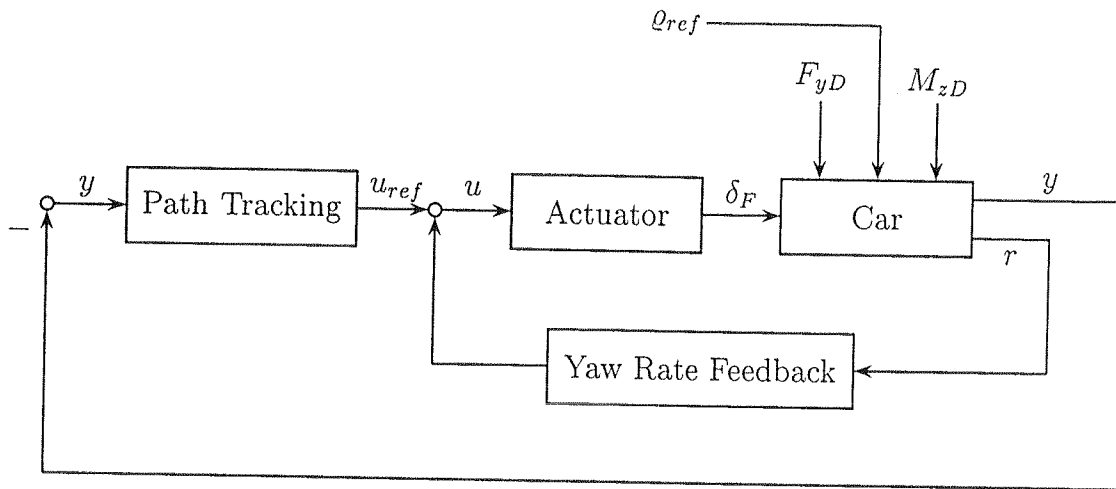 ϱref
FyD
MzD
y
Path Tracking
uref
u
Actuator
δF
Car
y
−
r
Yaw Rate Feedback